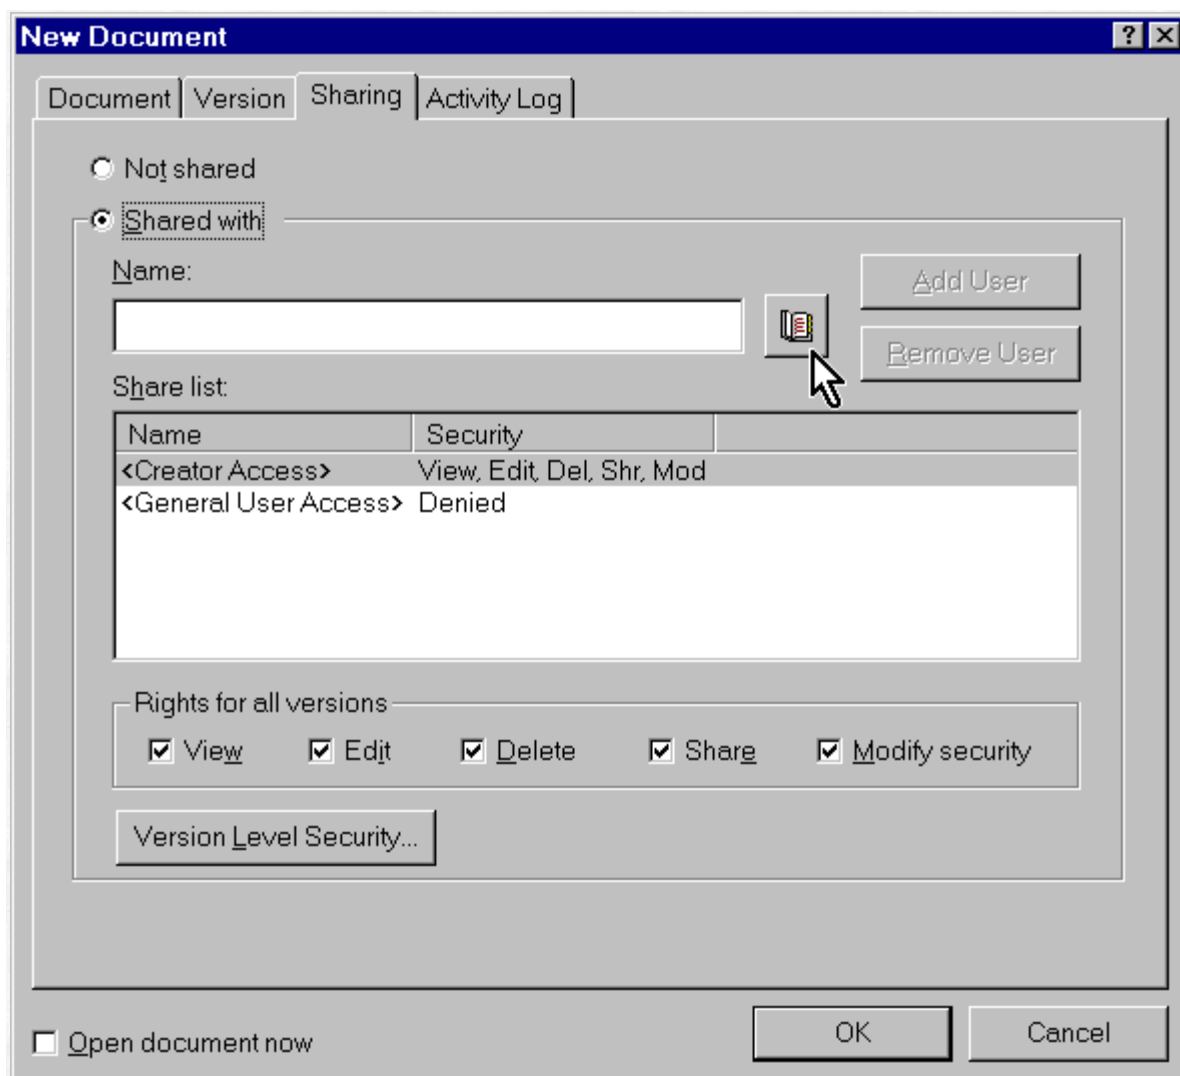 New Document
Document Version Sharing Activity Log
Not shared
Shared with
Name:
Add User
Remove User
Share list:
Name Security
<Creator Access> View, Edit, Del, Shr, Mod
<General User Access> Denied
Rights for all versions
View Edit Delete Share Modify security
Version Level Security...
Open document now OK Cancel